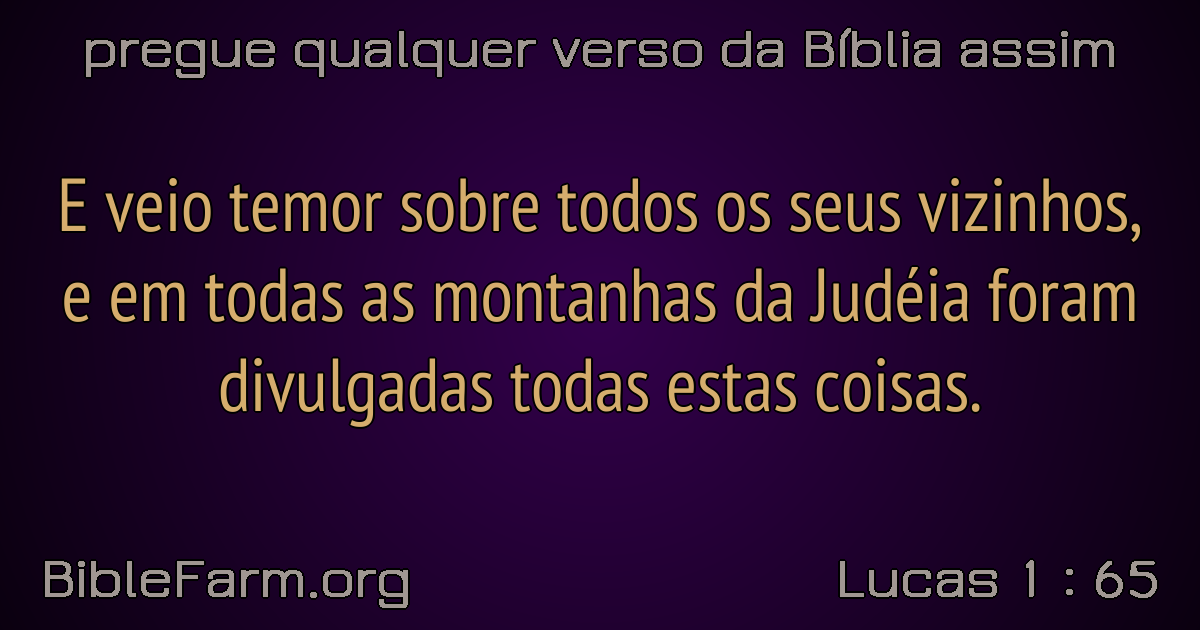 pregue qualquer verso da Bíblia assim
E veio temor sobre todos os seus vizinhos,
e em todas as montanhas da Judéia foram
divulgadas todas estas coisas.
BibleFarm.org
Lucas 1 : 65